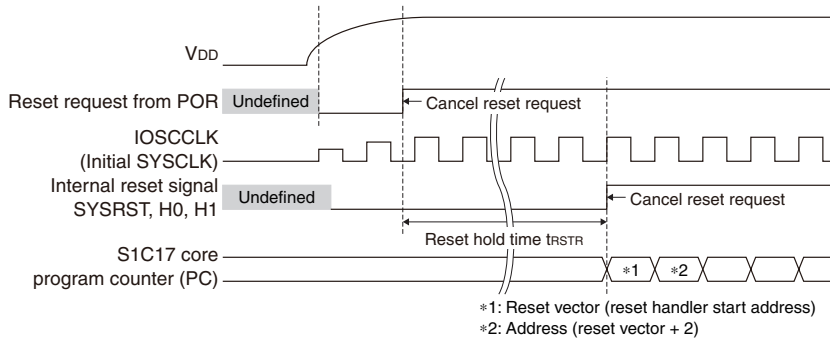 VDD
Reset request from POR
Undefined
Cancel reset request
IOSCCLK
(Initial SYSCLK)
Internal reset signal
SYSRST, H0, H1
Undefined
Cancel reset request
Reset hold time tRSTR
S1C17 core
program counter (PC)
*1
*2
*1: Reset vector (reset handler start address)
*2: Address (reset vector + 2)